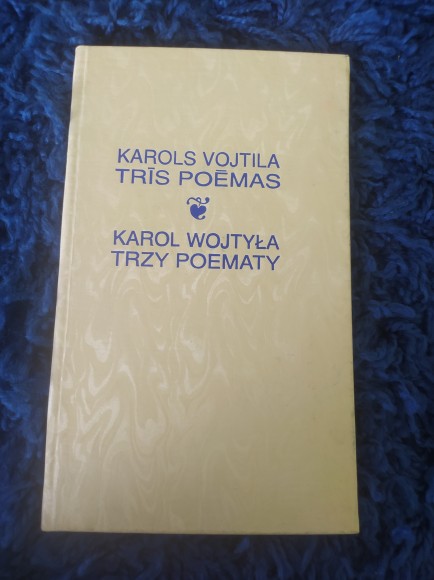 KAROLS VOJTILA
TRĪS POĒMAS
KAROL WOJTYŁA
TRZY POEMATY